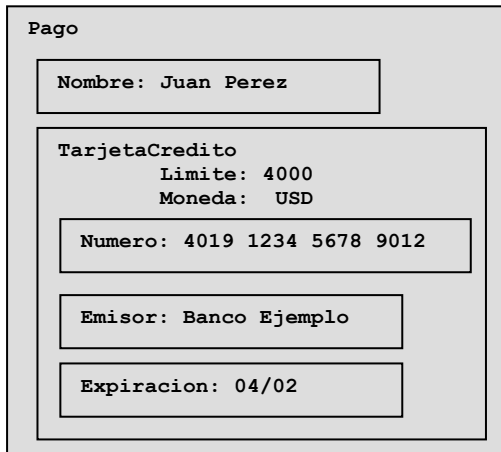 Pago
Nombre: Juan Perez
TarjetaCredito
Limite: 4000
Moneda: USD
Numero: 4019 1234 5678 9012
Emisor: Banco Ejemplo
Expiracion: 04/02